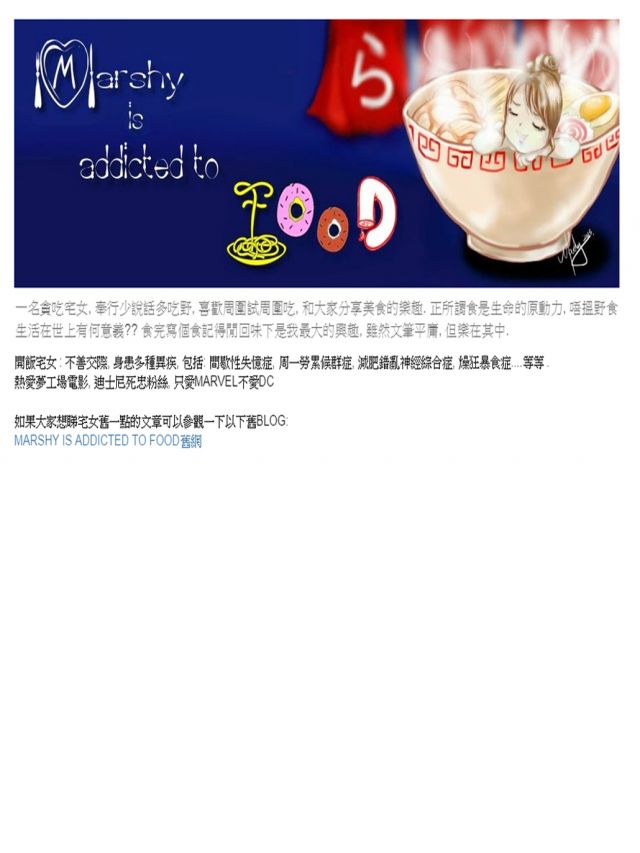 Marshy
is
addicted to
FooD
ら
一名貪吃宅女, 奉行少說話多吃野, 喜歡周圍試周圍吃, 和大家分享美食的樂趣. 正所謂食是生命的原動力, 唔搵野食
生活在世上有何意義?? 食完寫個食記得閒回味下是我最大的興趣, 雖然文筆平庸, 但樂在其中.
開飯宅女 : 不善交際, 身患多種異疾, 包括: 間歇性失憶症, 周一勞累候群症, 減肥錯亂神經綜合症, 燥狂暴食症....等等 .
熱愛夢工場電影, 迪士尼死忠粉絲, 只愛MARVEL不愛DC
如果大家想睇宅女舊一點的文章可以參觀一下以下舊BLOG:
MARSHY IS ADDICTED TO FOOD舊網